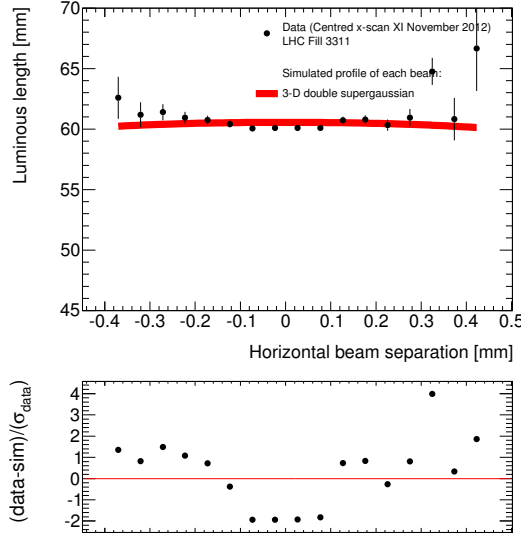 70
65
60
55
50
45
Luminous length [mm]
Data (Centred x-scan XI November 2012)
LHC Fill 3311
Simulated profile of each beam:
3-D double supergaussian
-0.4 -0.3 -0.2 -0.1 0 0.1 0.2 0.3 0.4 0.5
Horizontal beam separation [mm]
(data-sim)/(σdata)
4
3
2
1
0
-1
-2